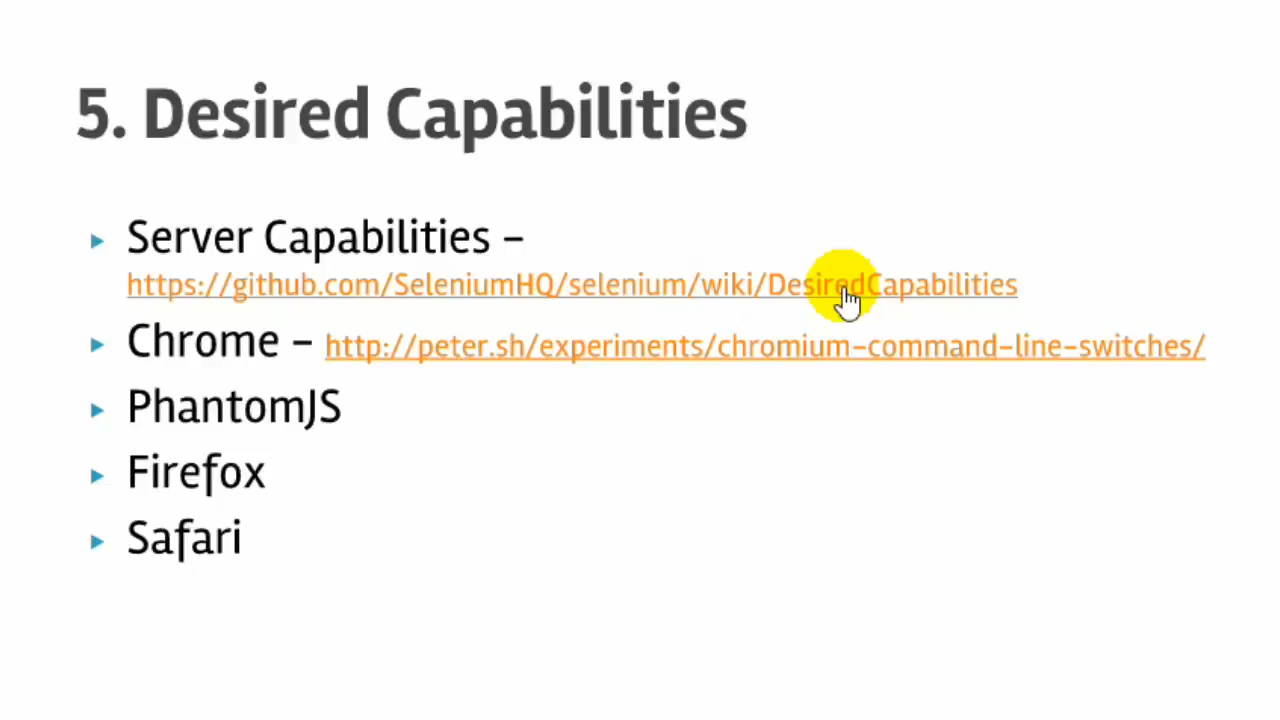 5. Desired Capabilities
Server Capabilities –
https://github.com/SeleniumHQ/selenium/wiki/DesiredCapabilities
Chrome – http://peter.sh/experiments/chromium-command-line-switches/
PhantomJS
Firefox
Safari